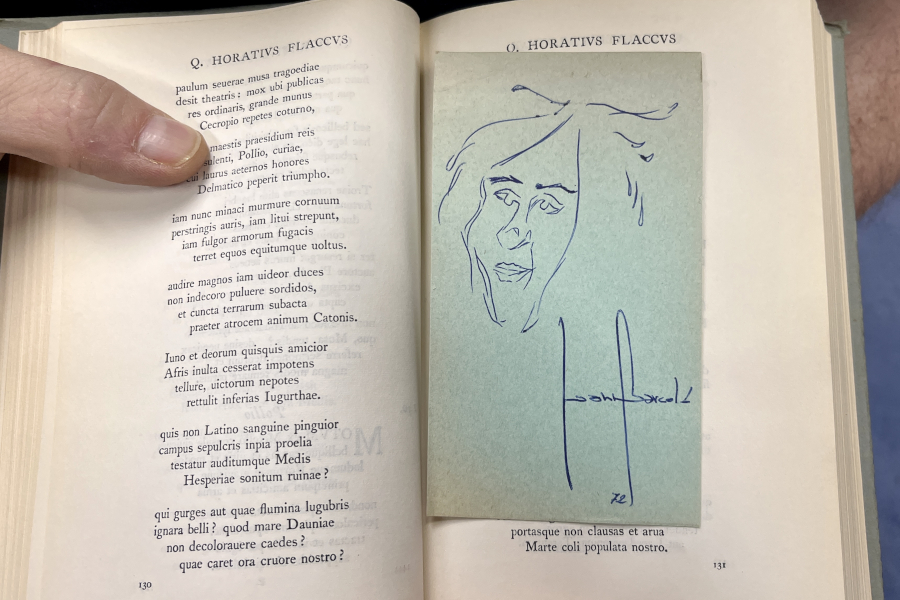 Q. HORATIVS FLACCVS
paulum seuerae musa tragoediae
desit theatris: mox ubi publicas
res ordinaris, grande munus
Cecropio repetes coturno,
maestis praesidium reis
Pollio, curiae,
laurus aeternos honores
Delmatico peperit triumpho.
iam nunc minaci murmure cornuum
perstringis auris, iam litui strepunt,
iam fulgor armorum fugacis
terret equos equitumque uoltus.
audire magnos iam uideor duces
non indecoro puluere sordidos,
et cuncta terrarum subacta
praeter atrocem animum Catonis.
Iuno et deorum quisquis amicior
Afris inulta cesserat impotens
tellure, uictorum nepotes
rettulit inferias Iugurthae.
quis non Latino sanguine pinguior
campus sepulcris inpia proelia
testatur auditumque Medis
Hesperiae sonitum ruinae?
qui gurges aut quae flumina lugubris
ignara belli? quod mare Dauniae
non decolorauere caedes?
quae caret ora cruore nostro?
130
Q. HORATIVS FLACCVS
72
portasque non clausas et arua
Marte coli populata nostro.
131